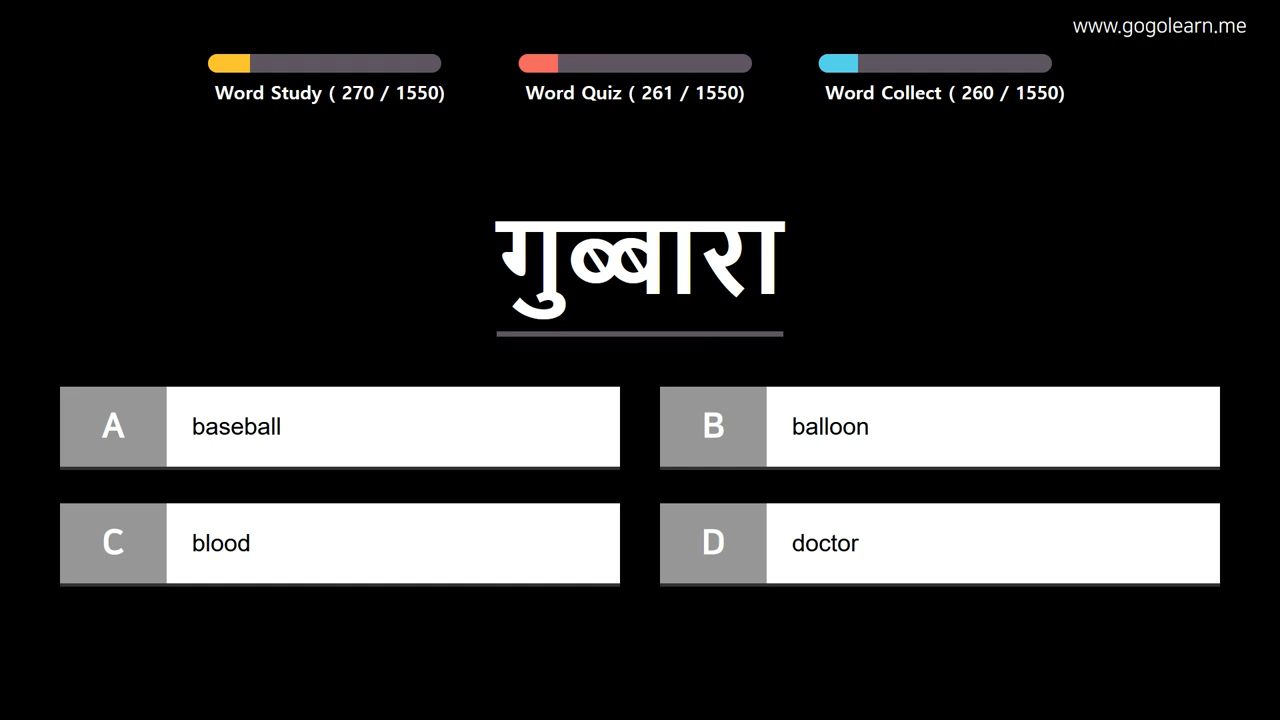 www.gogolearn.me
Word Study ( 270 / 1550)
Word Quiz ( 261 / 1550)
Word Collect ( 260 / 1550)
गुब्बारा
A baseball
B balloon
C blood
D doctor